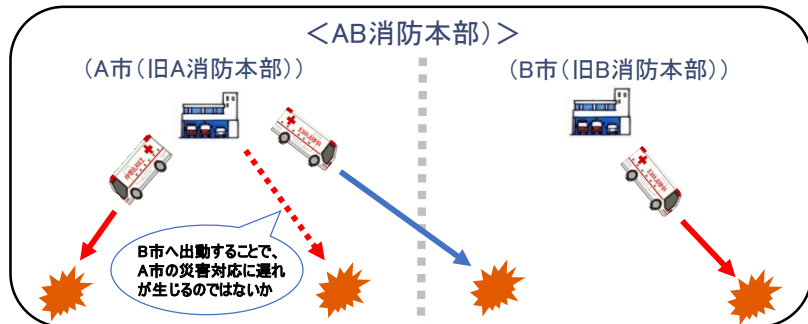 ＜AB消防本部）＞
（A市（旧A消防本部））
（B市（旧B消防本部））
B市へ出動することで、
A市の災害対応に遅れ
が生じるのではないか